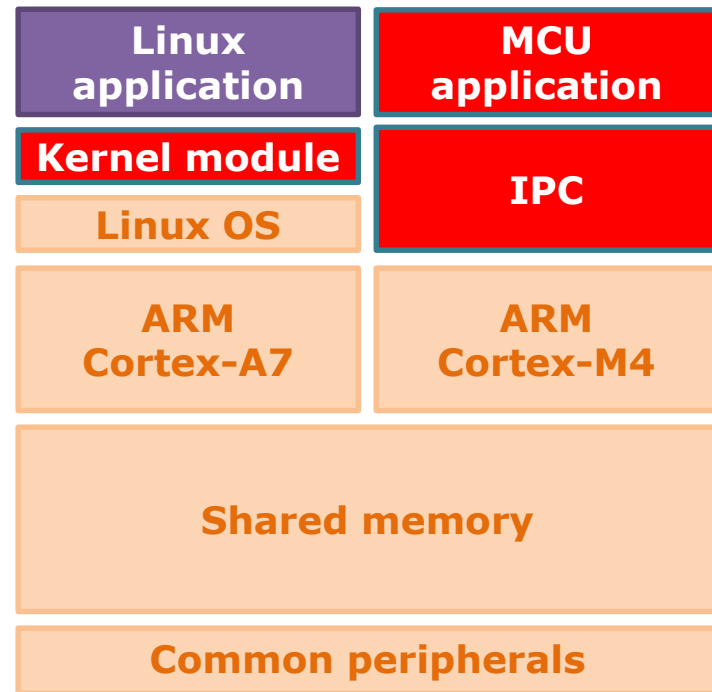 Linux
application
MCU
application
Kernel module
IPC
Linux OS
ARM
Cortex-A7
ARM
Cortex-M4
Shared memory
Common peripherals